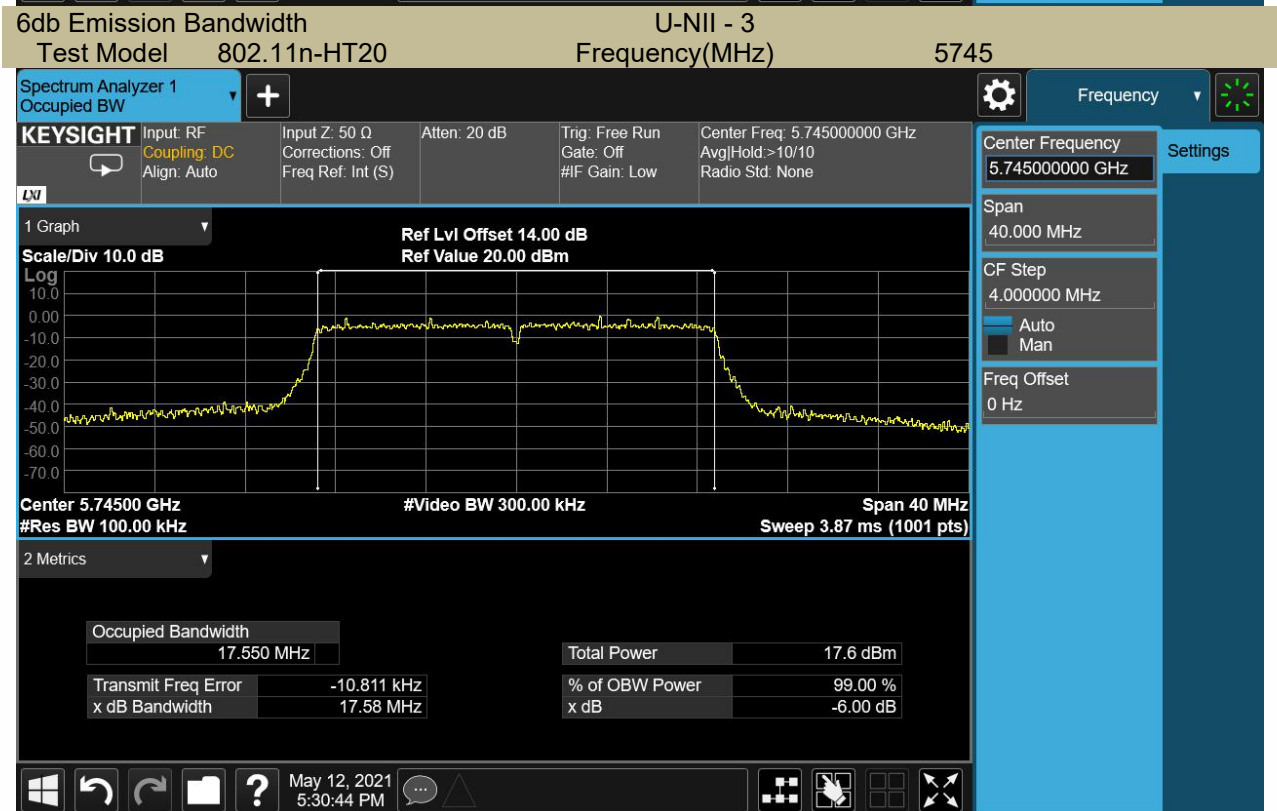 6db Emission Bandwidth U-NII - 3
Test Model 802.11n-HT20 Frequency(MHz) 5745
Spectrum Analyzer 1
Occupied BW
Frequency
KEYSIGHT
LXI
Input: RF
Coupling: DC
Align: Auto
Input Z: 50 Ω
Corrections: Off
Freq Ref: Int (S)
Atten: 20 dB
Trig: Free Run
Gate: Off
#IF Gain: Low
Center Freq: 5.745000000 GHz
Avg|Hold:>10/10
Radio Std: None
Center Frequency
5.745000000 GHz
Settings
Span
40.000 MHz
CF Step
4.000000 MHz
Auto
Man
Freq Offset
0 Hz
1 Graph
Scale/Div 10.0 dB
Ref Lvl Offset 14.00 dB
Ref Value 20.00 dBm
Log
10.0
0.00
-10.0
-20.0
-30.0
-40.0
-50.0
-60.0
-70.0
Center 5.74500 GHz #Video BW 300.00 kHz Span 40 MHz
#Res BW 100.00 kHz Sweep 3.87 ms (1001 pts)
2 Metrics
Occupied Bandwidth
17.550 MHz
Total Power 17.6 dBm
Transmit Freq Error -10.811 kHz
% of OBW Power 99.00 %
x dB Bandwidth 17.58 MHz
x dB -6.00 dB
?
May 12, 2021
5:30:44 PM